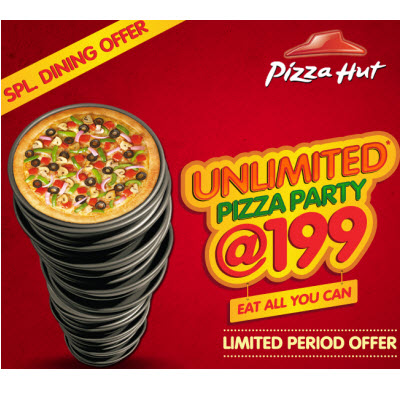 SPL. DINING OFFER
Pizza Hut
UNLIMITED*
PIZZA PARTY
@199
EAT ALL YOU CAN
LIMITED PERIOD OFFER